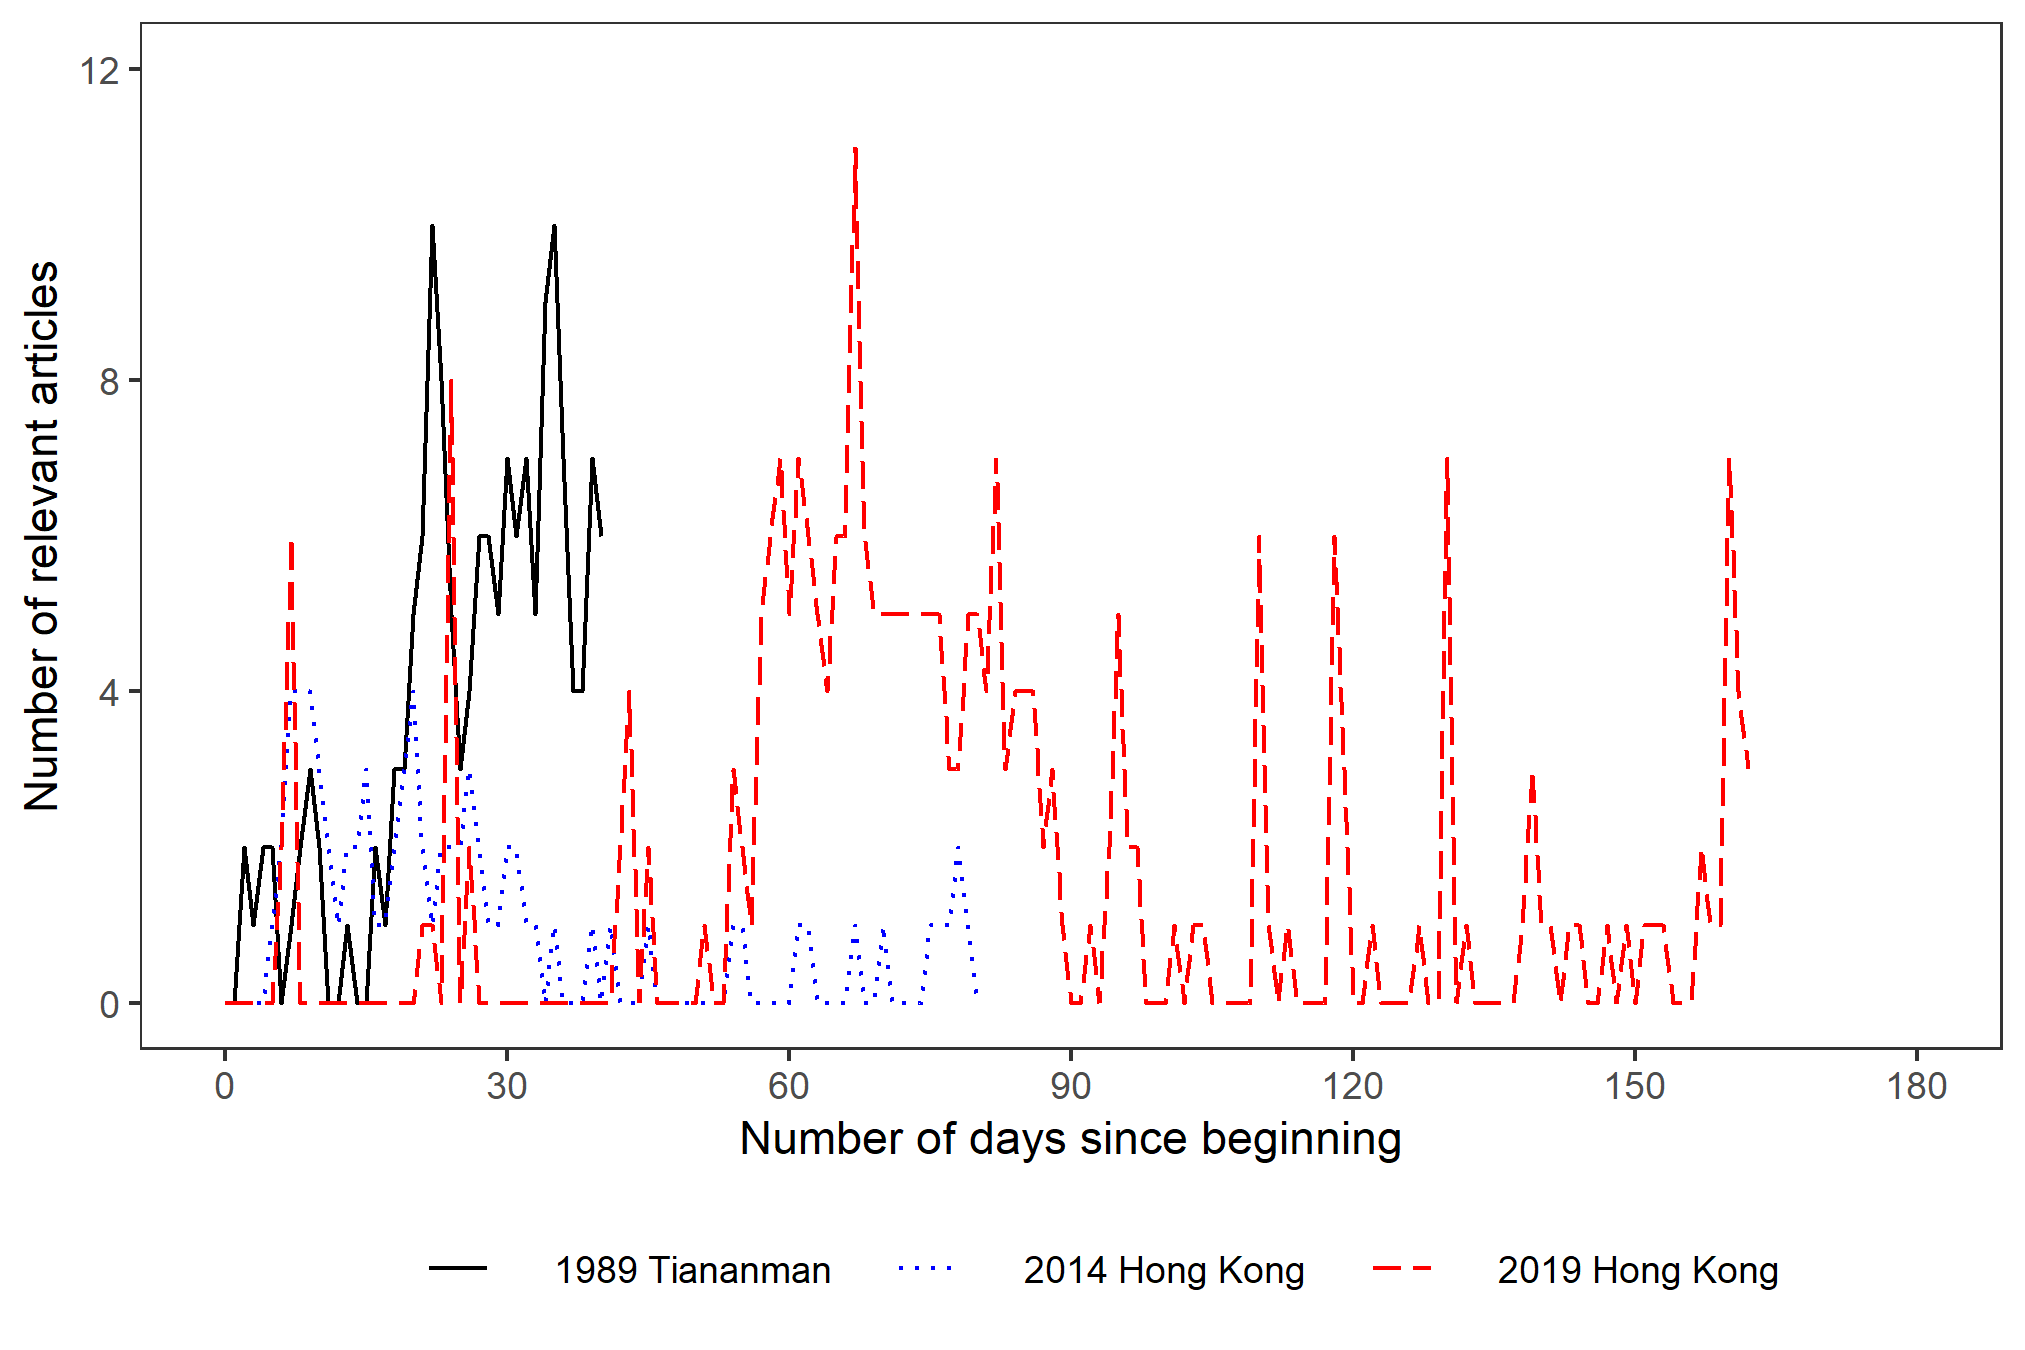 Number of relevant articles
12
8
4
0
0 30 60 90 120 150 180
Number of days since beginning
1989 Tiananman 2014 Hong Kong 2019 Hong Kong